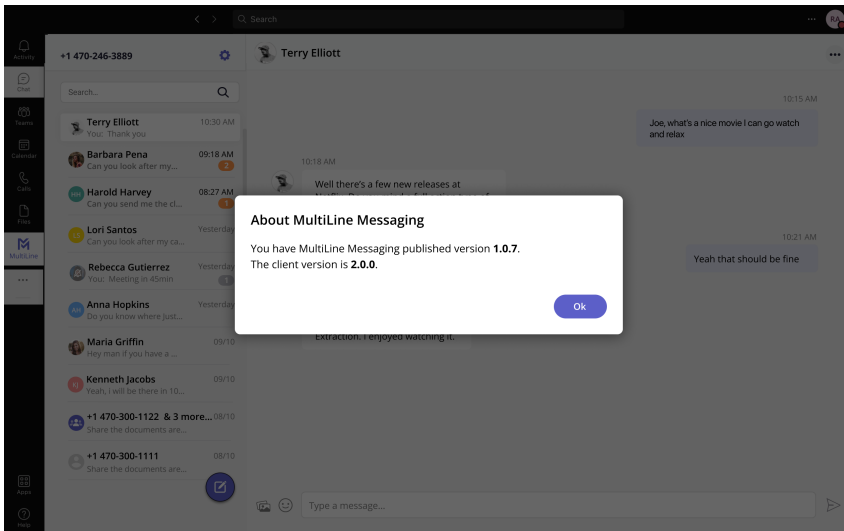 Search
RA
Activity
Chat
Teams
Calendar
Calls
Files
MultiLine
Apps
Help
+1 470-246-3889
Search...
Terry Elliott 10:30 AM
You: Thank you
Barbara Pena 09:18 AM
Can you look after my... 2
Harold Harvey 08:27 AM
Can you send me the cl... 1
Lori Santos Yesterday
Can you look after my ca...
Rebecca Gutierrez Yesterday
You: Meeting in 45min
AN
Anna Hopkins Yesterday
Do you know where Just...
Maria Griffin 09/10
Hey man if you have a ...
KJ
Kenneth Jacobs 09/10
Yeah, I will be there in 10...
+1 470-300-1122 & 3 more... 08/10
Share the documents are...
+1 470-300-1111 08/10
Share the documents are...
Terry Elliott
10:15 AM
Joe, what's a nice movie I can go watch
and relax
10:18 AM
Well there's a few new releases at
About MultiLine Messaging
You have MultiLine Messaging published version 1.0.7.
The client version is 2.0.0.
Ok
10:21 AM
Yeah that should be fine
Extraction. I enjoyed watching it.
Type a message...